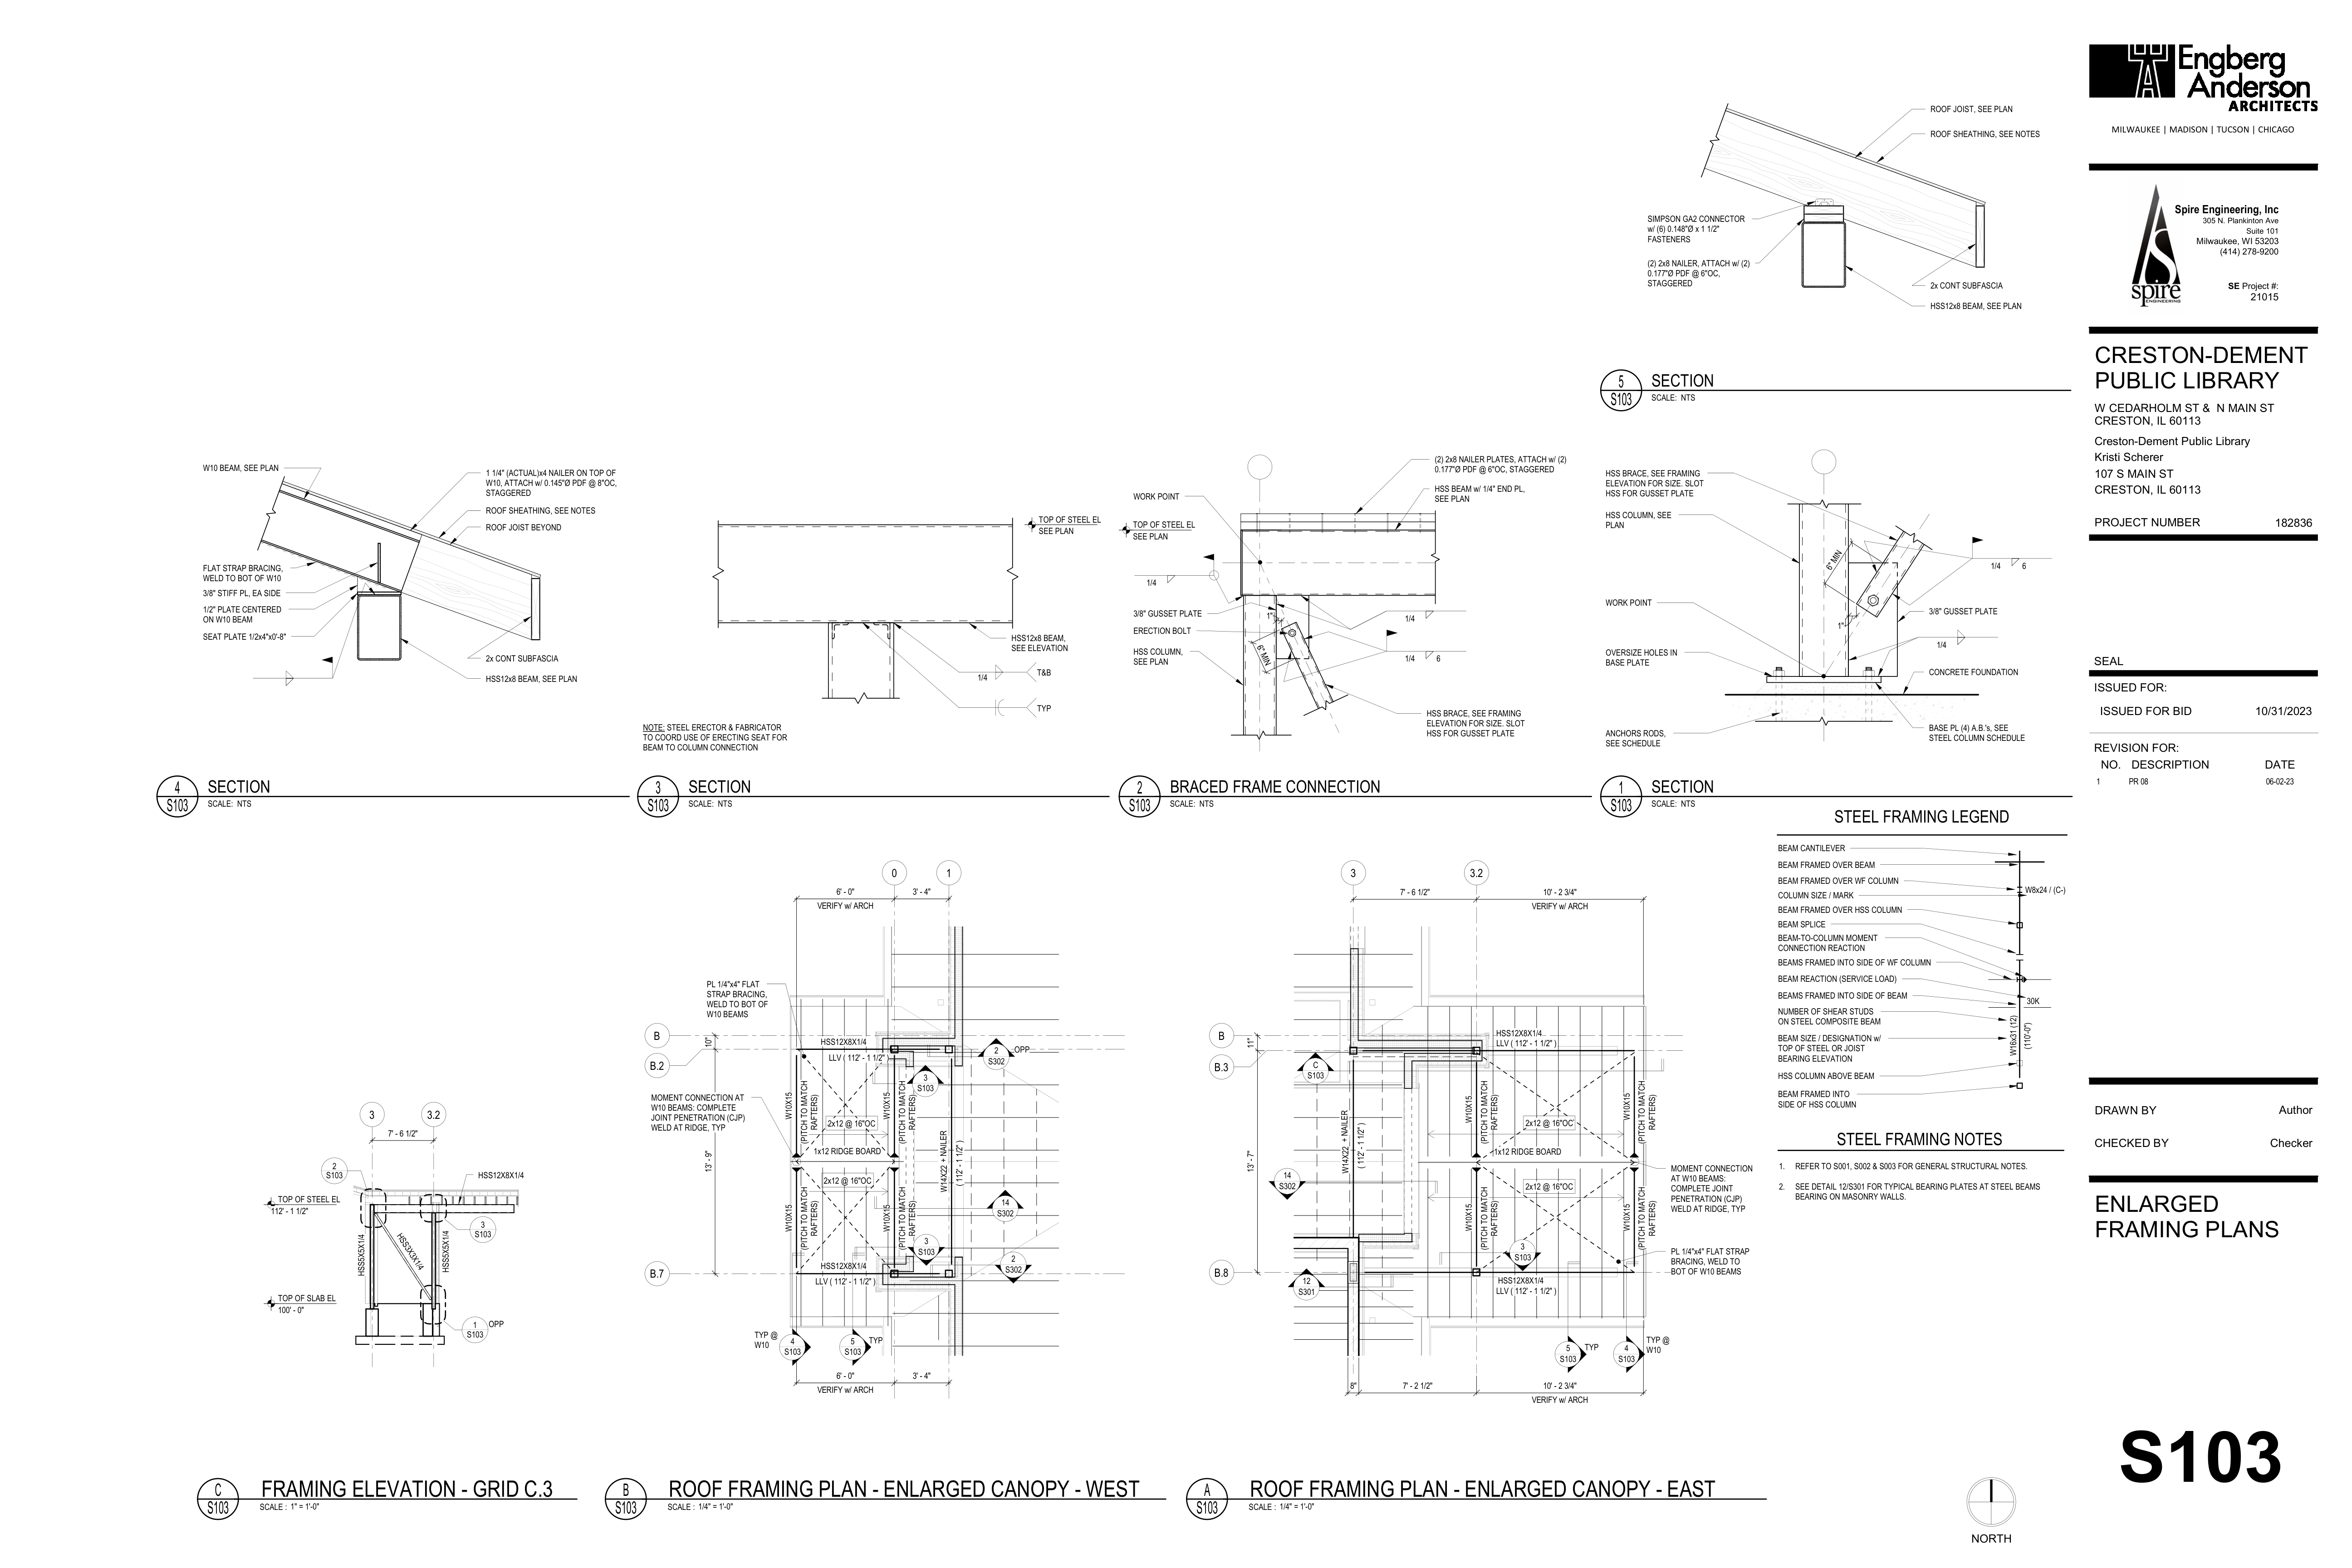 Engberg
Anderson
ARCHITECTS
MILWAUKEE | MADISON | TUCSON | CHICAGO
Spire Engineering, Inc
305 N. Plankinton Ave
Suite 101
Milwaukee, WI 53203
(414) 278-9200
spire
ENGINEERING
SE Project #:
21015
CRESTON-DEMENT
PUBLIC LIBRARY
W CEDARHOLM ST & N MAIN ST
CRESTON, IL 60113
Creston-Dement Public Library
Kristi Scherer
107 S MAIN ST
CRESTON, IL 60113
PROJECT NUMBER 182836
SEAL
ISSUED FOR:
ISSUED FOR BID 10/31/2023
REVISION FOR:
NO. DESCRIPTION DATE
1 PR 08 06-02-23
DRAWN BY Author
CHECKED BY Checker
ENLARGED
FRAMING PLANS
S103
ROOF JOIST, SEE PLAN
ROOF SHEATHING, SEE NOTES
SIMPSON GA2 CONNECTOR
w/ (6) 0.148"Ø x 1 1/2"
FASTENERS
(2) 2x8 NAILER, ATTACH w/ (2)
0.177"Ø PDF @ 6"OC,
STAGGERED
2x CONT SUBFASCIA
HSS12x8 BEAM, SEE PLAN
5
S103
SECTION
SCALE: NTS
W10 BEAM, SEE PLAN
1 1/4" (ACTUAL)x4 NAILER ON TOP OF
W10, ATTACH w/ 0.145"Ø PDF @ 8"OC,
STAGGERED
ROOF SHEATHING, SEE NOTES
ROOF JOIST BEYOND
FLAT STRAP BRACING,
WELD TO BOT OF W10
3/8" STIFF PL, EA SIDE
1/2" PLATE CENTERED
ON W10 BEAM
SEAT PLATE 1/2x4"x0'-8"
2x CONT SUBFASCIA
HSS12x8 BEAM, SEE PLAN
4
S103
SECTION
SCALE: NTS
TOP OF STEEL EL
SEE PLAN
HSS12x8 BEAM,
SEE ELEVATION
1/4
T&B
TYP
NOTE: STEEL ERECTOR & FABRICATOR
TO COORD USE OF ERECTING SEAT FOR
BEAM TO COLUMN CONNECTION
3
S103
SECTION
SCALE: NTS
(2) 2x8 NAILER PLATES, ATTACH w/ (2)
0.177"Ø PDF @ 6"OC, STAGGERED
HSS BEAM w/ 1/4" END PL,
SEE PLAN
WORK POINT
TOP OF STEEL EL
SEE PLAN
1/4
3/8" GUSSET PLATE
ERECTION BOLT
HSS COLUMN,
SEE PLAN
1"
6" MIN
1/4
1/4 6
HSS BRACE, SEE FRAMING
ELEVATION FOR SIZE. SLOT
HSS FOR GUSSET PLATE
2
S103
BRACED FRAME CONNECTION
SCALE: NTS
HSS BRACE, SEE FRAMING
ELEVATION FOR SIZE. SLOT
HSS FOR GUSSET PLATE
HSS COLUMN, SEE
PLAN
6" MIN
1/4 6
WORK POINT
3/8" GUSSET PLATE
1"
1/4
OVERSIZE HOLES IN
BASE PLATE
CONCRETE FOUNDATION
ANCHORS RODS,
SEE SCHEDULE
BASE PL (4) A.B.'s, SEE
STEEL COLUMN SCHEDULE
1
S103
SECTION
SCALE: NTS
STEEL FRAMING LEGEND
BEAM CANTILEVER
BEAM FRAMED OVER BEAM
BEAM FRAMED OVER WF COLUMN
COLUMN SIZE / MARK
BEAM FRAMED OVER HSS COLUMN
BEAM SPLICE
BEAM-TO-COLUMN MOMENT
CONNECTION REACTION
BEAMS FRAMED INTO SIDE OF WF COLUMN
BEAM REACTION (SERVICE LOAD)
BEAMS FRAMED INTO SIDE OF BEAM
NUMBER OF SHEAR STUDS
ON STEEL COMPOSITE BEAM
BEAM SIZE / DESIGNATION w/
TOP OF STEEL OR JOIST
BEARING ELEVATION
HSS COLUMN ABOVE BEAM
BEAM FRAMED INTO
SIDE OF HSS COLUMN
W8x24 / (C-)
30K
W16x31 (12)
(110'-0")
STEEL FRAMING NOTES
1. REFER TO S001, S002 & S003 FOR GENERAL STRUCTURAL NOTES.
2. SEE DETAIL 12/S301 FOR TYPICAL BEARING PLATES AT STEEL BEAMS
BEARING ON MASONRY WALLS.
3
3.2
7' - 6 1/2"
2
S103
HSS12X8X1/4
TOP OF STEEL EL
112' - 1 1/2"
3
S103
HSS5X5X1/4
HSS3X3X1/4
HSS5X5X1/4
TOP OF SLAB EL
100' - 0"
1
S103
OPP
C
S103
FRAMING ELEVATION - GRID C.3
SCALE : 1" = 1'-0"
0
1
6' - 0"
3' - 4"
VERIFY w/ ARCH
PL 1/4"x4" FLAT
STRAP BRACING,
WELD TO BOT OF
W10 BEAMS
B
10"
B.2
HSS12X8X1/4
LLV ( 112' - 1 1/2" )
2
S302
OPP
3
S103
MOMENT CONNECTION AT
W10 BEAMS: COMPLETE
JOINT PENETRATION (CJP)
WELD AT RIDGE, TYP
W10X15
(PITCH TO MATCH
RAFTERS)
W10X15
(PITCH TO MATCH
RAFTERS)
2x12 @ 16"OC
1x12 RIDGE BOARD
W14X22 + NAILER
( 112' - 1 1/2" )
13' - 9"
2x12 @ 16"OC
W10X15
(PITCH TO MATCH
RAFTERS)
W10X15
(PITCH TO MATCH
RAFTERS)
14
S302
3
S103
2
S302
B.7
HSS12X8X1/4
LLV ( 112' - 1 1/2" )
TYP @
W10
4
S103
5
S103
TYP
6' - 0"
3' - 4"
VERIFY w/ ARCH
B
S103
ROOF FRAMING PLAN - ENLARGED CANOPY - WEST
SCALE : 1/4" = 1'-0"
3
3.2
7' - 6 1/2"
10' - 2 3/4"
VERIFY w/ ARCH
B
11"
B.3
HSS12X8X1/4
LLV ( 112' - 1 1/2" )
C
S103
W10X15
(PITCH TO MATCH
RAFTERS)
W10X15
(PITCH TO MATCH
RAFTERS)
2x12 @ 16"OC
W14X22 + NAILER
( 112' - 1 1/2" )
1x12 RIDGE BOARD
13' - 7"
14
S302
2x12 @ 16"OC
W10X15
(PITCH TO MATCH
RAFTERS)
W10X15
(PITCH TO MATCH
RAFTERS)
MOMENT CONNECTION
AT W10 BEAMS:
COMPLETE JOINT
PENETRATION (CJP)
WELD AT RIDGE, TYP
3
S103
PL 1/4"x4" FLAT STRAP
BRACING, WELD TO
BOT OF W10 BEAMS
B.8
12
S301
HSS12X8X1/4
LLV ( 112' - 1 1/2" )
5
S103
TYP
4
S103
TYP @
W10
8"
7' - 2 1/2"
10' - 2 3/4"
VERIFY w/ ARCH
A
S103
ROOF FRAMING PLAN - ENLARGED CANOPY - EAST
SCALE : 1/4" = 1'-0"
NORTH